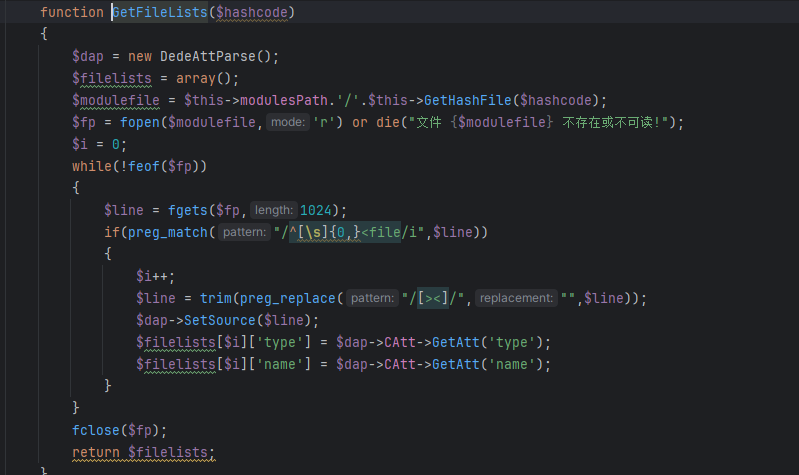 function GetFileLists($hashcode)
{
$dap = new DedeAttParse();
$filelists = array();
$modulefile = $this->modulesPath.'/'.$this->GetHashFile($hashcode);
$fp = fopen($modulefile, mode: 'r') or die("文件 {$modulefile} 不存在或不可读!");
$i = 0;
while(!feof($fp))
{
$line = fgets($fp, length: 1024);
if(preg_match( pattern: "/^[\s]{0,}<file/i",$line))
{
$i++;
$line = trim(preg_replace( pattern: "/[><]/", replacement: "",$line));
$dap->SetSource($line);
$filelists[$i]['type'] = $dap->CAtt->GetAtt('type');
$filelists[$i]['name'] = $dap->CAtt->GetAtt('name');
}
}
fclose($fp);
return $filelists;
}